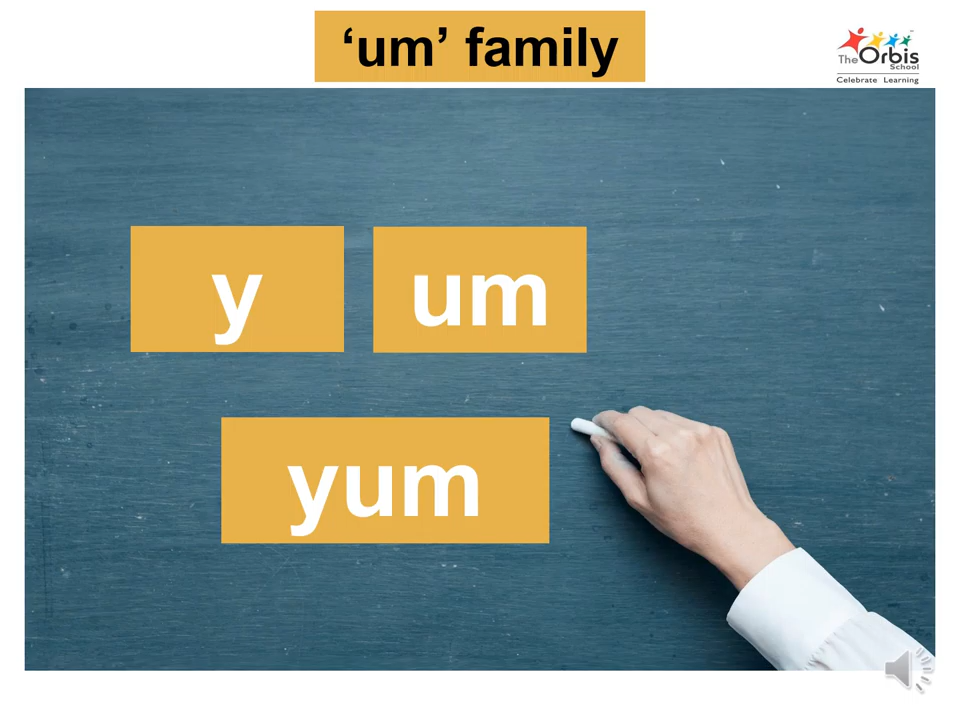 ‘um’ family
The Orbis
School
Celebrate Learning
y um
yum